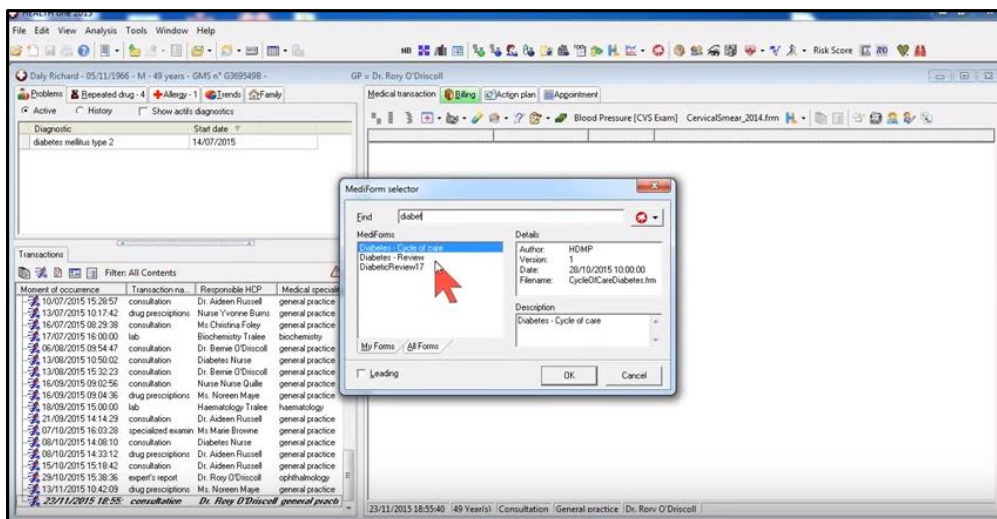 HEALTH one 2015
File Edit View Analysis Tools Window Help
NB Risk Score
Daly Richard - 05/11/1966 - M - 49 years - GMS n° G369549B - GP = Dr. Rory O'Driscoll
Problems Repeated drug - 4 Allergy - 1 Trends Family
Medical transaction Billing Action plan Appointment
Active History Show actifs diagnostics
Blood Pressure [CVS Exam] CervicalSmear_2014.frm
Diagnostic Start date
diabetes mellitus type 2 14/07/2015
MediForm selector
Find diabet
MediForms
Diabetes - Cycle of care
Diabetes - Review
DiabeticReview17
My Forms All Forms
Details
Author: HDMP
Version: 1
Date: 28/10/2015 10:00:00
Filename: CycleOfCareDiabetes.frm
Description
Diabetes - Cycle of care
Leading OK Cancel
Transactions
Filter: All Contents
Moment of occurrence Transaction na... Responsible HCP Medical specialit
10/07/2015 15:28:57 consultation Dr. Aideen Russell general practice
13/07/2015 10:17:42 drug prescriptions Nurse Yvonne Burns general practice
16/07/2015 08:29:38 consultation Ms Christina Foley general practice
17/07/2015 16:00:00 lab Biochemistry Tralee biochemistry
06/08/2015 09:54:47 consultation Dr. Bernie O'Driscoll general practice
13/08/2015 10:50:02 consultation Diabetes Nurse general practice
13/08/2015 15:32:23 consultation Dr. Bernie O'Driscoll general practice
16/09/2015 09:02:56 consultation Nurse Nurse Quille general practice
16/09/2015 09:04:36 drug prescriptions Ms. Noreen Maye general practice
18/09/2015 15:00:00 lab Haematology Tralee haematology
21/09/2015 14:14:29 consultation Dr. Aideen Russell general practice
07/10/2015 16:03:28 specialized examin Ms Marie Browne general practice
08/10/2015 14:08:10 consultation Diabetes Nurse general practice
08/10/2015 14:33:12 drug prescriptions Dr. Aideen Russell general practice
15/10/2015 15:18:42 consultation Dr. Aideen Russell general practice
29/10/2015 15:38:36 expert's report Dr. Rory O'Driscoll ophthalmology
13/11/2015 10:42:09 drug prescriptions Ms. Noreen Maye general practice
23/11/2015 18:55: consultation Dr. Rory O'Driscoll general practi
23/11/2015 18:55:40 49 Year(s) Consultation General practice Dr. Rory O'Driscoll